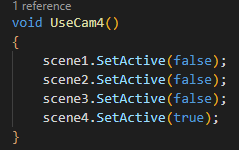 1 reference
void UseCam4()
{
    scene1.SetActive(false);
    scene2.SetActive(false);
    scene3.SetActive(false);
    scene4.SetActive(true);
}